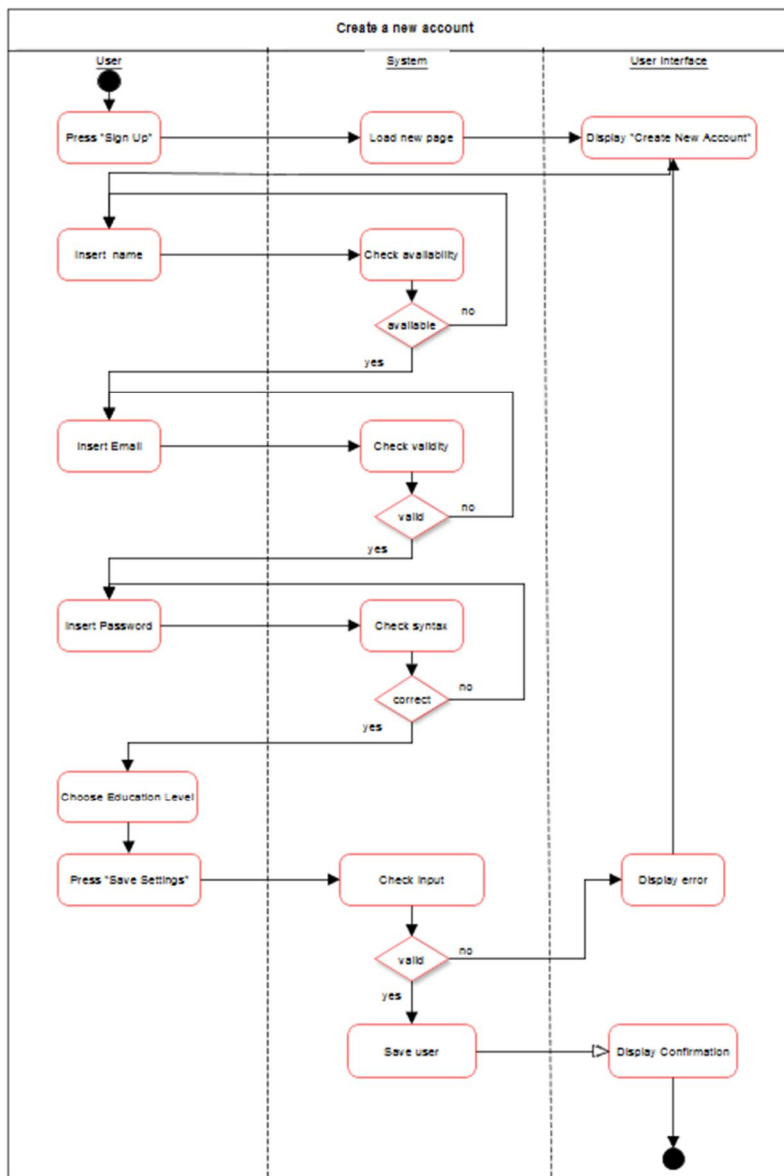 Create a new account
User
System
User Interface
Press "Sign Up"
Load new page
Display "Create New Account"
Insert name
Check availability
available
no
yes
Insert Email
Check validity
valid
no
yes
Insert Password
Check syntax
correct
no
yes
Choose Education Level
Press "Save Settings"
Check input
Display error
valid
no
yes
Save user
Display Confirmation